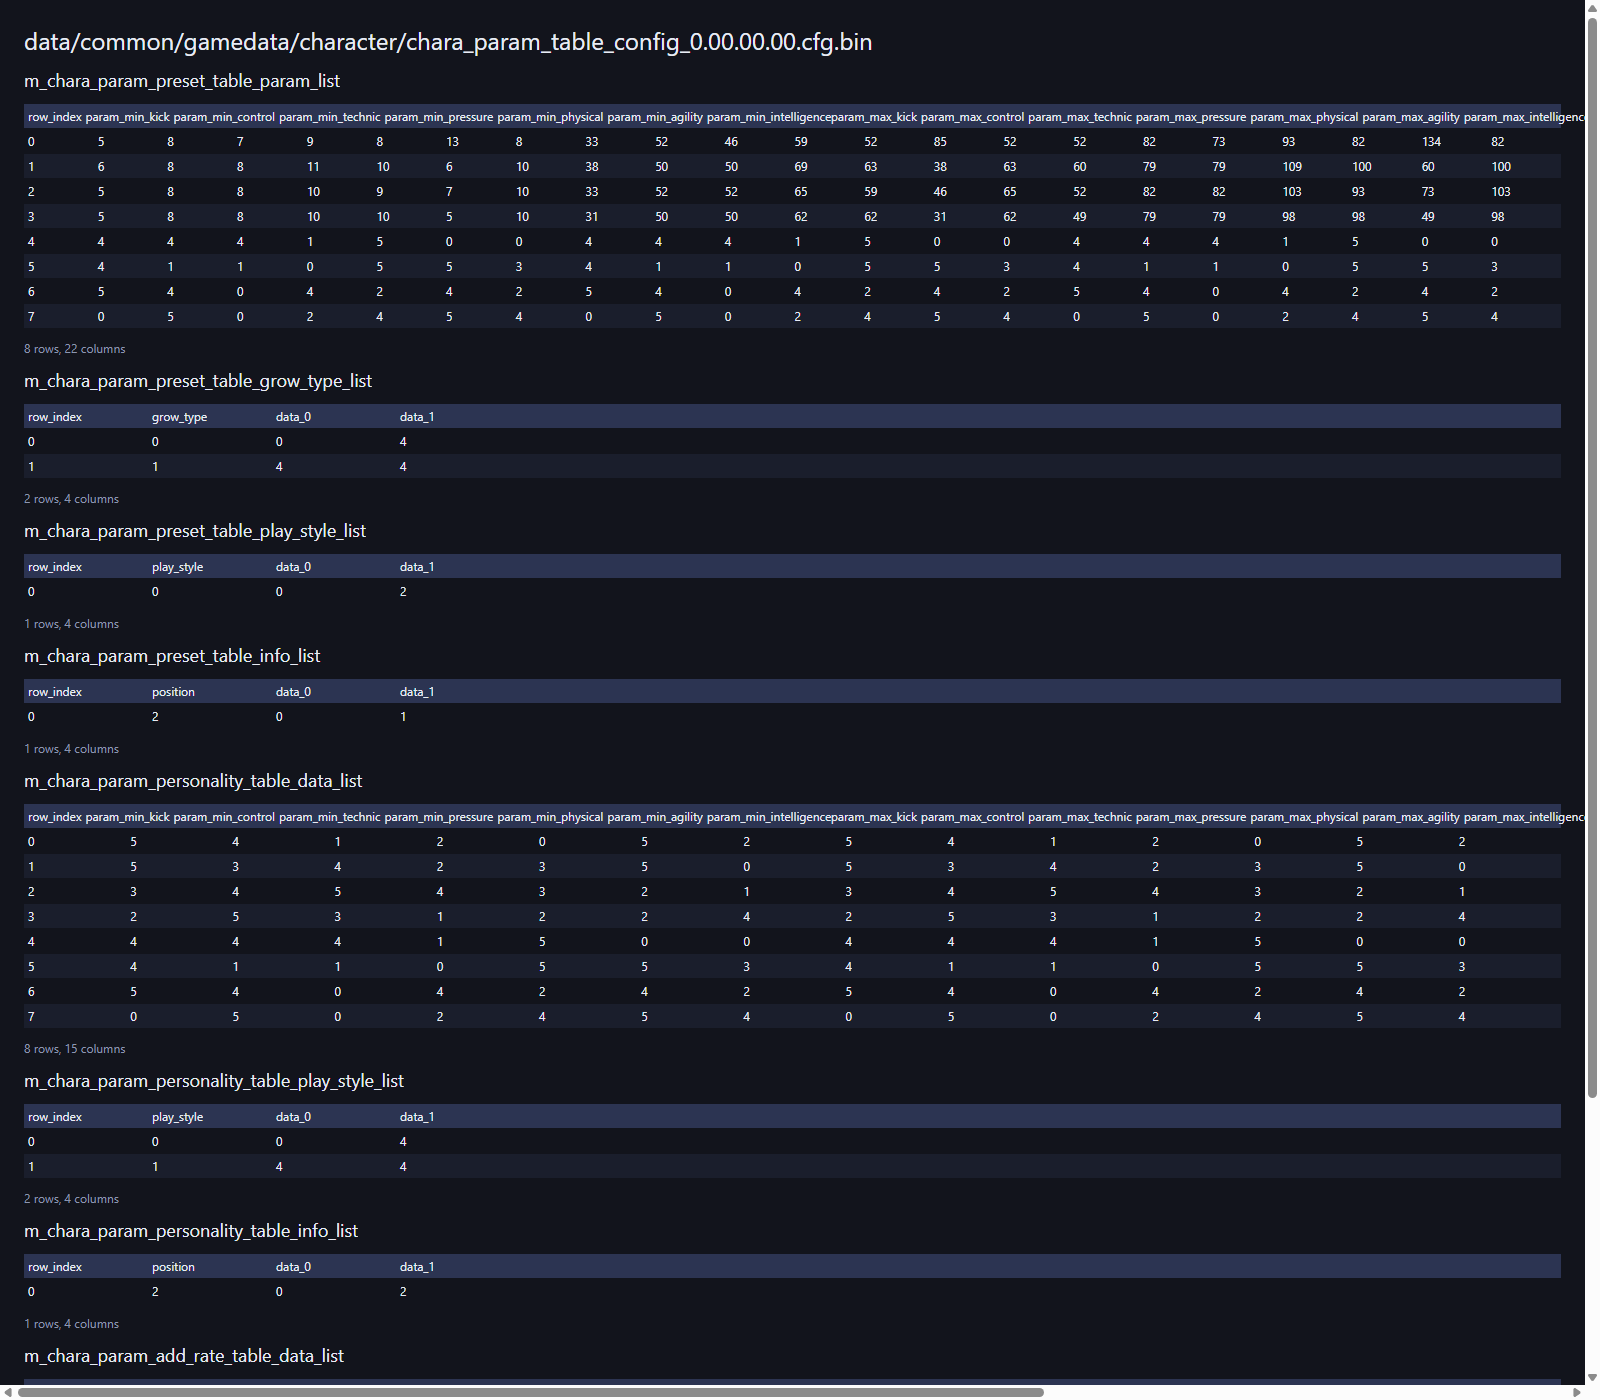 data/common/gamedata/character/chara_param_table_config_0.00.00.00.cfg.bin
m_chara_param_preset_table_param_list
row_index param_min_kick param_min_control param_min_technic param_min_pressure param_min_physical param_min_agility param_min_intelligence param_max_kick param_max_control param_max_technic param_max_pressure param_max_physical param_max_agility param_max_intelligence
0 5 8 7 9 8 13 8 33 52 46 59 52 85 52 52 82 73 93 82 134 82
1 6 8 8 11 10 6 10 38 50 50 69 63 38 63 60 79 79 109 100 60 100
2 5 8 8 10 9 7 10 33 52 52 65 59 46 65 52 82 82 103 93 73 103
3 5 8 8 10 10 5 10 31 50 50 62 62 31 62 49 79 79 98 98 49 98
4 4 4 4 1 5 0 0 4 4 4 1 5 0 0 4 4 4 1 5 0 0
5 4 1 1 0 5 5 3 4 1 1 0 5 5 3 4 1 1 0 5 5 3
6 5 4 0 4 2 4 2 5 4 0 4 2 4 2 5 4 0 4 2 4 2
7 0 5 0 2 4 5 4 0 5 0 2 4 5 4 0 5 0 2 4 5 4
8 rows, 22 columns
m_chara_param_preset_table_grow_type_list
row_index grow_type data_0 data_1
0 0 0 4
1 1 4 4
2 rows, 4 columns
m_chara_param_preset_table_play_style_list
row_index play_style data_0 data_1
0 0 0 2
1 rows, 4 columns
m_chara_param_preset_table_info_list
row_index position data_0 data_1
0 2 0 1
1 rows, 4 columns
m_chara_param_personality_table_data_list
row_index param_min_kick param_min_control param_min_technic param_min_pressure param_min_physical param_min_agility param_min_intelligence param_max_kick param_max_control param_max_technic param_max_pressure param_max_physical param_max_agility param_max_intelligence
0 5 4 1 2 0 5 2 5 4 1 2 0 5 2
1 5 3 4 2 3 5 0 5 3 4 2 3 5 0
2 3 4 5 4 3 2 1 3 4 5 4 3 2 1
3 2 5 3 1 2 2 4 2 5 3 1 2 2 4
4 4 4 4 1 5 0 0 4 4 4 1 5 0 0
5 4 1 1 0 5 5 3 4 1 1 0 5 5 3
6 5 4 0 4 2 4 2 5 4 0 4 2 4 2
7 0 5 0 2 4 5 4 0 5 0 2 4 5 4
8 rows, 15 columns
m_chara_param_personality_table_play_style_list
row_index play_style data_0 data_1
0 0 0 4
1 1 4 4
2 rows, 4 columns
m_chara_param_personality_table_info_list
row_index position data_0 data_1
0 2 0 2
1 rows, 4 columns
m_chara_param_add_rate_table_data_list